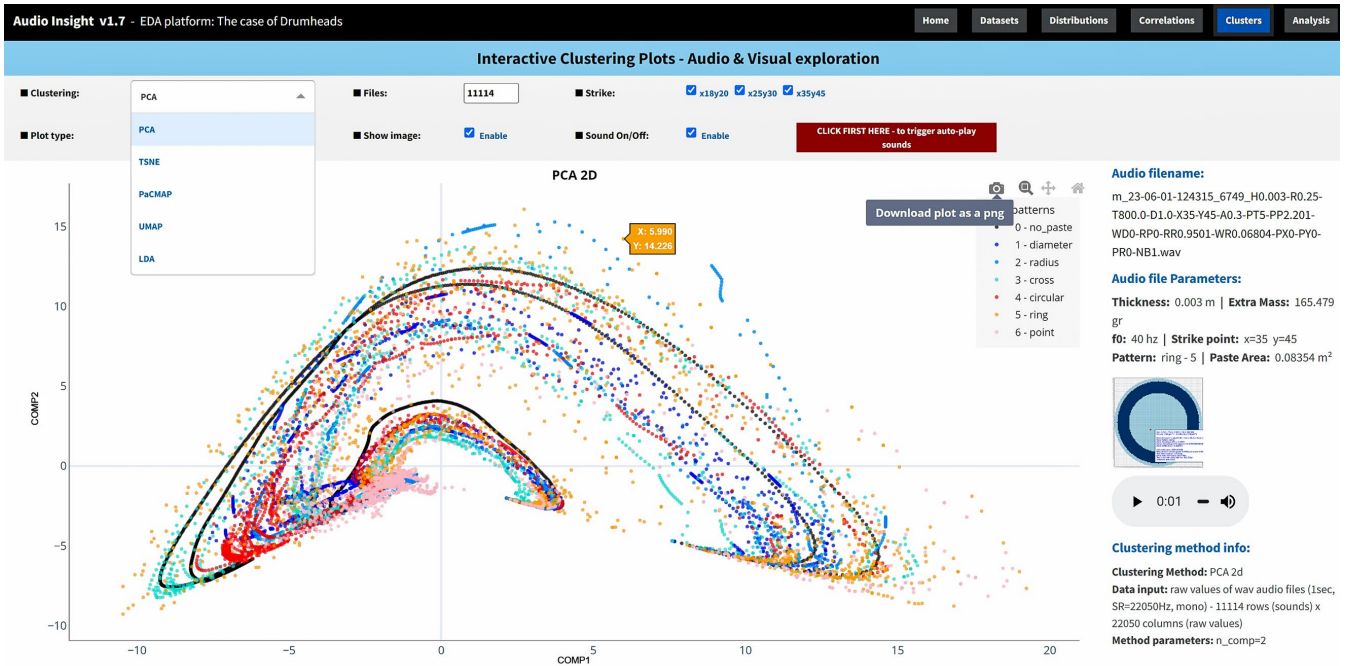 Audio Insight v1.7 - EDA platform: The case of Drumheads
Home
Datasets
Distributions
Correlations
Clusters
Analysis
Interactive Clustering Plots - Audio & Visual exploration
Clustering:
PCA
Files:
11114
Strike:
x18y20
x25y30
x35y45
Plot type:
PCA
TSNE
PaCMAP
UMAP
LDA
Show image:
Enable
Sound On/Off:
Enable
CLICK FIRST HERE - to trigger auto-play
sounds
PCA 2D
Download plot as a png
patterns
0 - no_paste
1 - diameter
2 - radius
3 - cross
4 - circular
5 - ring
6 - point
X: 5.990
Y: 14.226
15
10
5
0
−5
−10
COMP2
−10
−5
0
5
10
15
20
COMP1
Audio filename:
m_23-06-01-124315_6749_H0.003-R0.25-
T800.0-D1.0-X35-Y45-A0.3-PT5-PP2.201-
WD0-RP0-RR0.9501-WR0.06804-PX0-PY0-
PR0-NB1.wav
Audio file Parameters:
Thickness: 0.003 m | Extra Mass: 165.479
gr
f0: 40 hz | Strike point: x=35 y=45
Pattern: ring - 5 | Paste Area: 0.08354 m²
0:01
Clustering method info:
Clustering Method: PCA 2d
Data input: raw values of wav audio files (1sec,
SR=22050Hz, mono) - 11114 rows (sounds) x
22050 columns (raw values)
Method parameters: n_comp=2